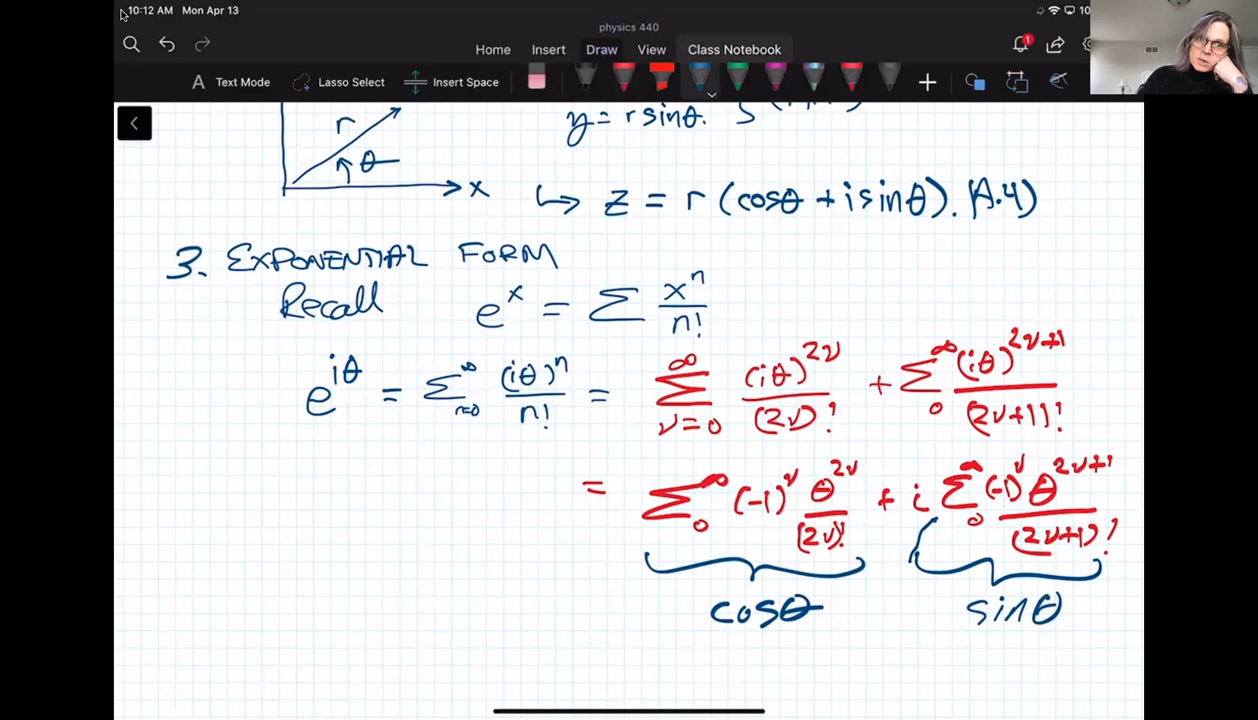 10:12 AM Mon Apr 13
10
physics 440
Home Insert Draw View Class Notebook
1
Text Mode Lasso Select Insert Space
r
y = r sinθ.
θ
x
↳ z = r (cosθ + i sinθ). (A.4)
3. EXPONENTIAL FORM
Recall e^x = Σ x^n / n!
e^{iθ} = Σ_{n=0}^∞ (iθ)^n / n! = Σ_{ν=0}^∞ (iθ)^{2ν} / (2ν)! + Σ_0^∞ (iθ)^{2ν+1} / (2ν+1)!
= Σ_0^∞ (-1)^ν θ^{2ν} / (2ν)! + i Σ_0^∞ (-1)^ν θ^{2ν+1} / (2ν+1)!
cosθ sinθ